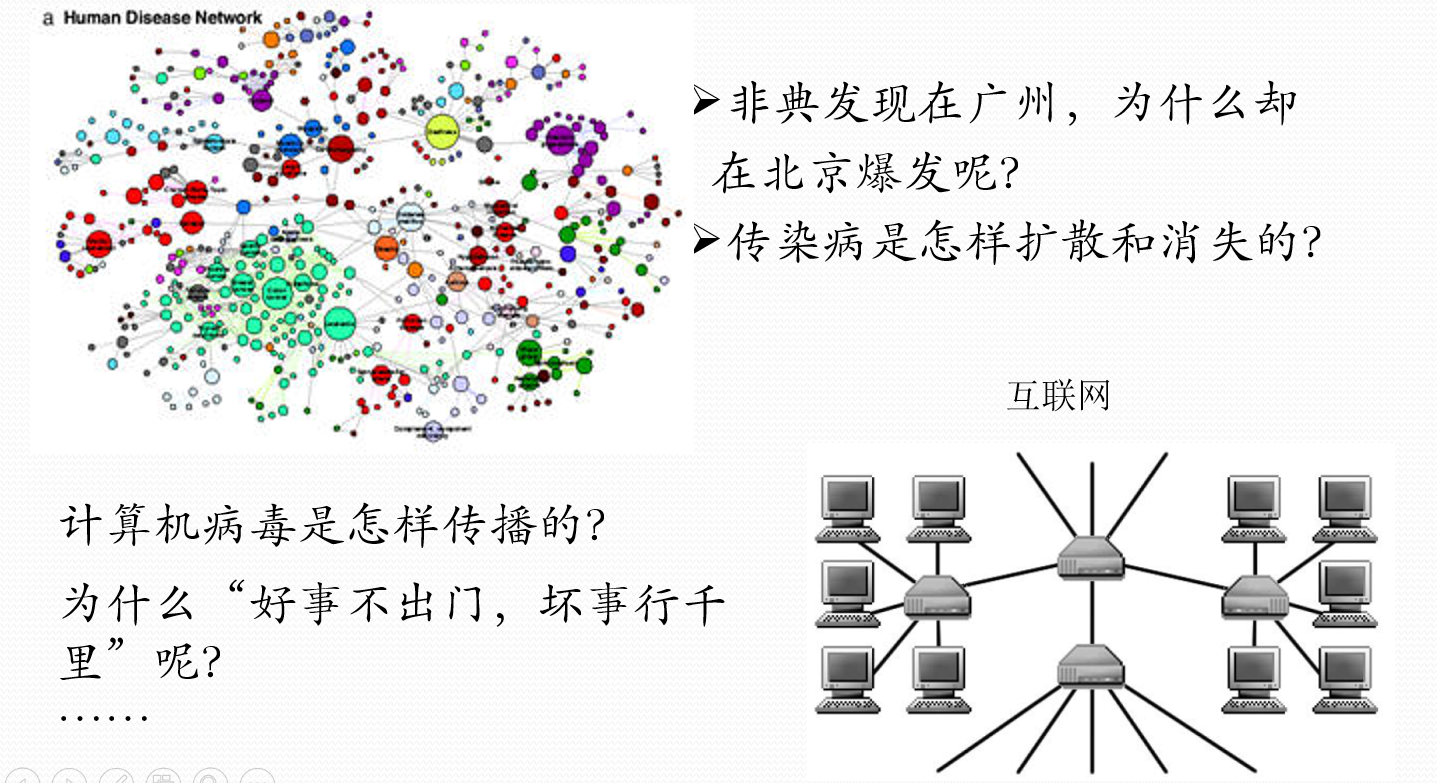 a Human Disease Network
➢非典发现在广州，为什么却
在北京爆发呢？
➢传染病是怎样扩散和消失的？
互联网
计算机病毒是怎样传播的？
为什么“好事不出门，坏事行千
里”呢？
……